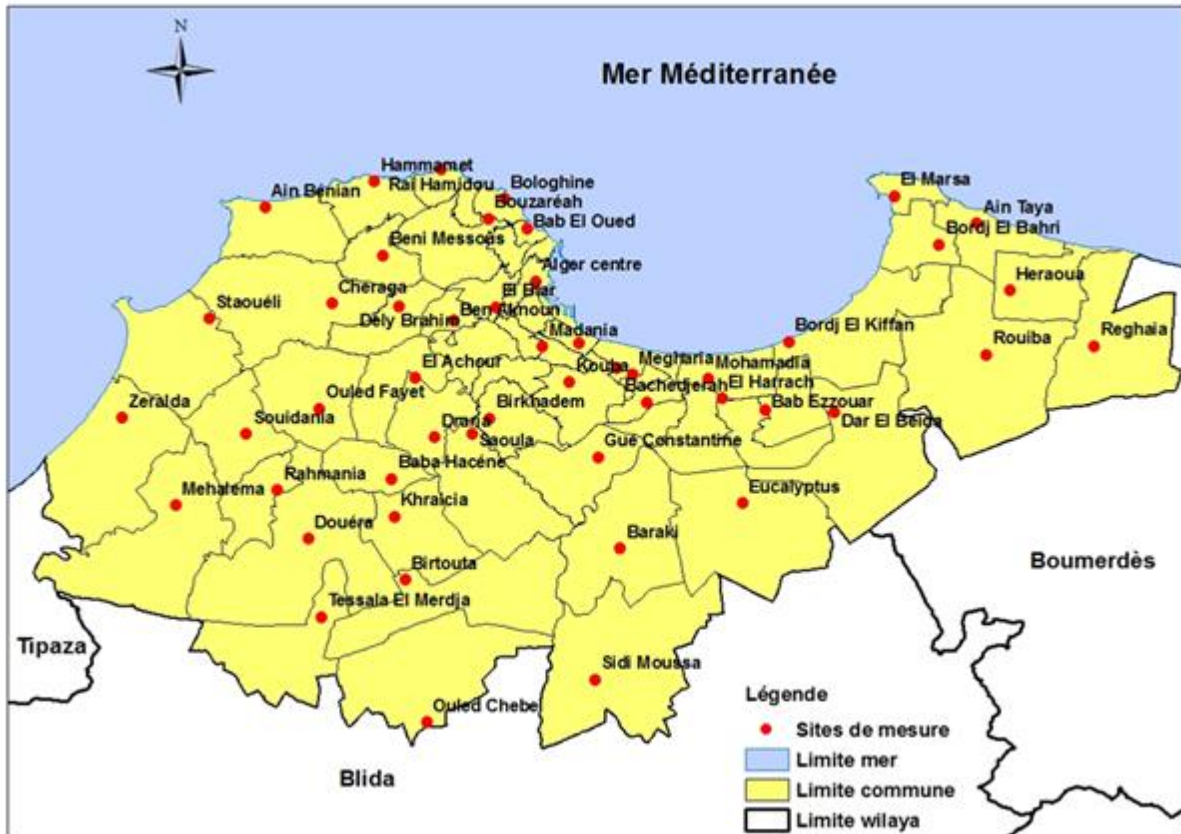 N
Mer Méditerranée
Hammamet
Rai Hamidou
Ain Bénian
Bologhine
Bouzaréah
Bab El Oued
El Marsa
Ain Taya
Bordj El Bahri
Beni Messous
Alger centre
Heraoua
Staouéli
Cheraga
El Biar
Ben Aknoun
Dély Brahim
Madania
Bordj El Kiffan
Rouiba
Reghaia
El Achour
Kouba
Megharia
Mohamadia
Bachedjerah
El Harrach
Zeralda
Ouled Fayet
Birkhadem
Bab Ezzouar
Souidania
Draria
Saoula
Gué Constantine
Dar El Beida
Rahmania
Baba Hacéne
Mehalema
Khraicia
Eucalyptus
Douéra
Baraki
Birtouta
Boumerdès
Tessala El Merdja
Tipaza
Sidi Moussa
Ouled Chebel
Blida
Légende
Sites de mesure
Limite mer
Limite commune
Limite wilaya